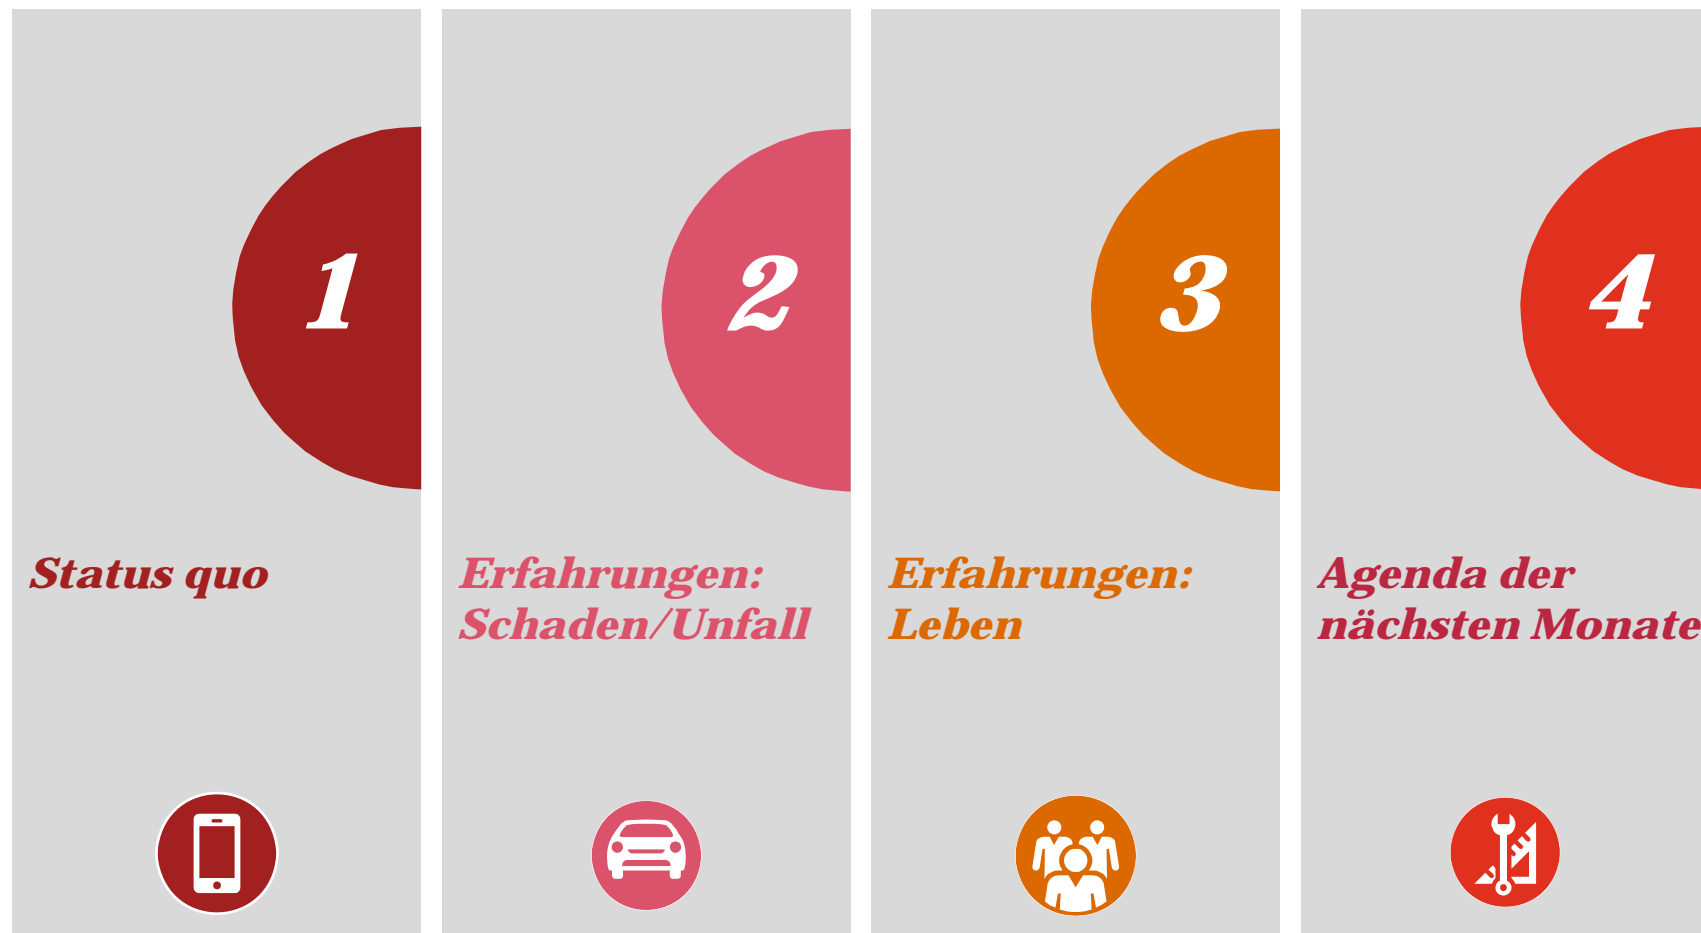 1
Status quo
2
Erfahrungen:
Schaden/Unfall
3
Erfahrungen:
Leben
4
Agenda der
nächsten Monate